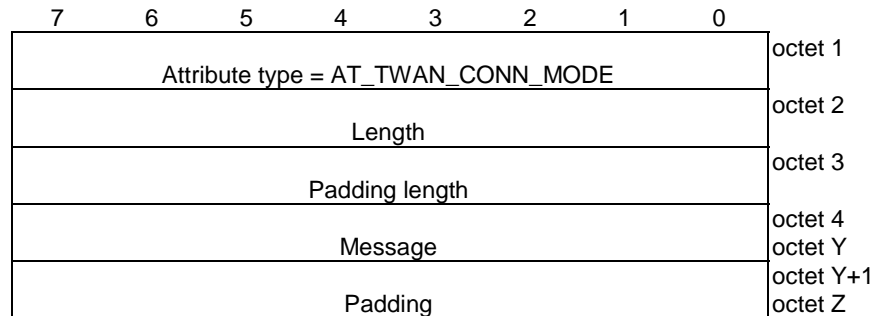 7 6 5 4 3 2 1 0
octet 1
Attribute type = AT_TWAN_CONN_MODE
octet 2
Length
octet 3
Padding length
octet 4
Message octet Y
octet Y+1
Padding octet Z